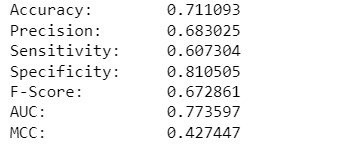 Accuracy: 0.711093
Precision: 0.683025
Sensitivity: 0.607304
Specificity: 0.810505
F-Score: 0.672861
AUC: 0.773597
MCC: 0.427447